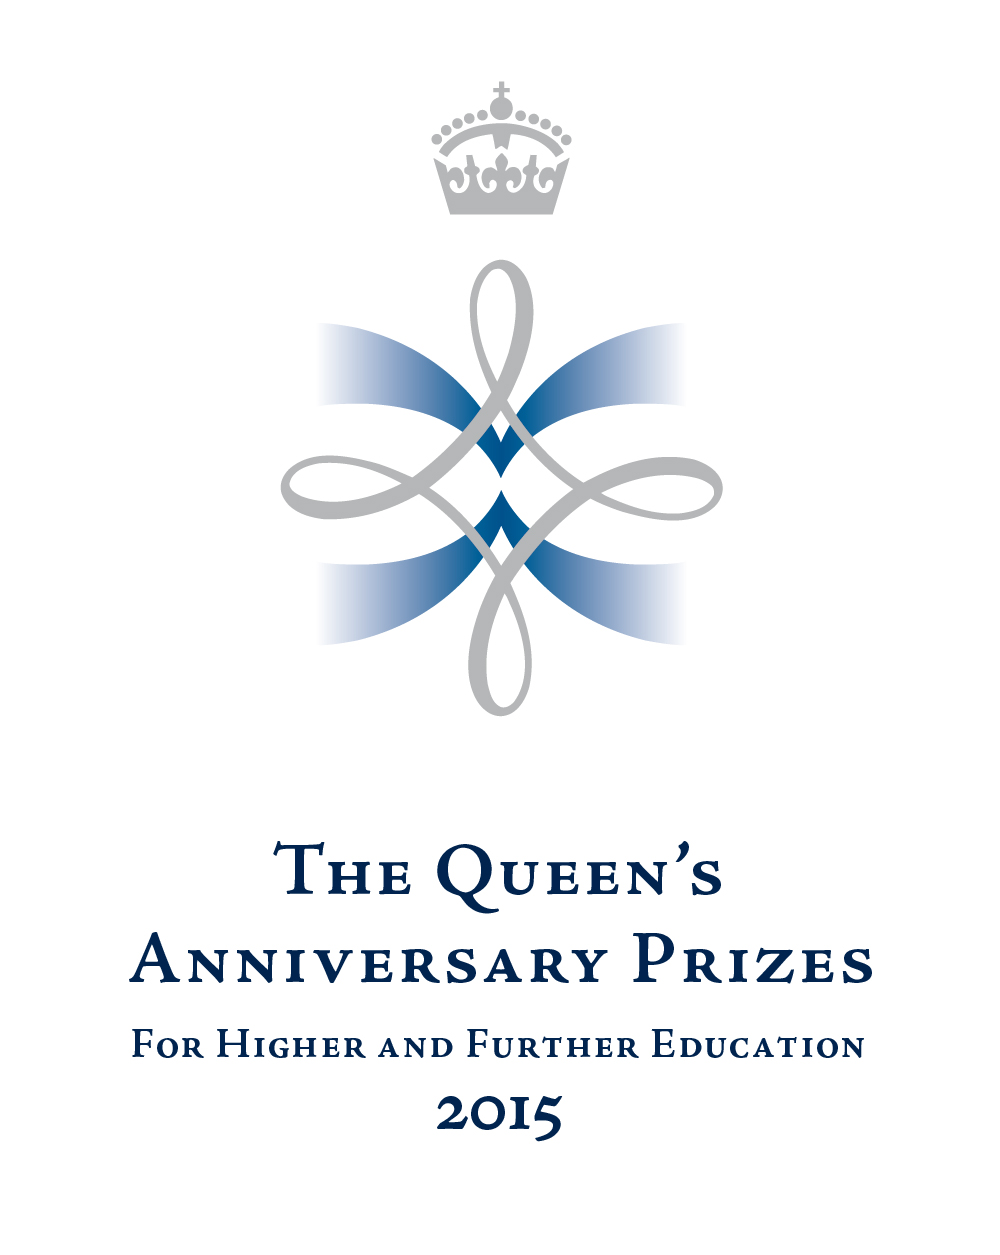 The Queen’s
Anniversary Prizes
For Higher and Further Education
2015